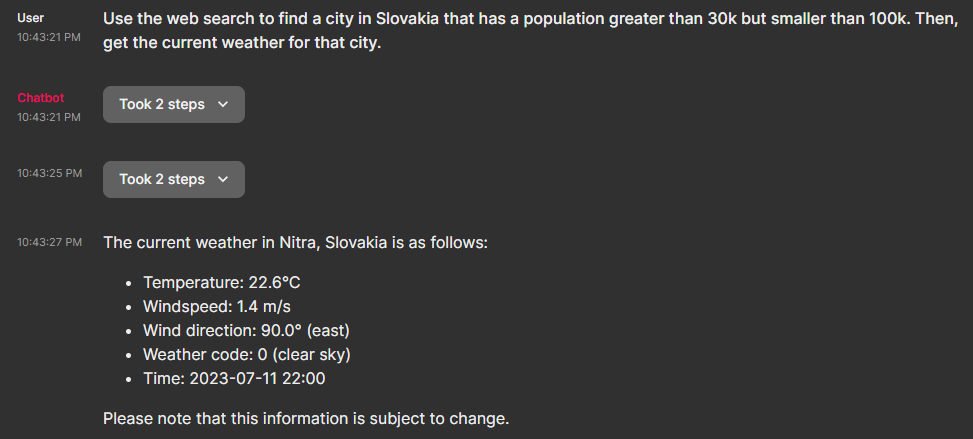 User
10:43:21 PM
Use the web search to find a city in Slovakia that has a population greater than 30k but smaller than 100k. Then,
get the current weather for that city.
Chatbot
10:43:21 PM
Took 2 steps
10:43:25 PM
Took 2 steps
10:43:27 PM
The current weather in Nitra, Slovakia is as follows:
• Temperature: 22.6°C
• Windspeed: 1.4 m/s
• Wind direction: 90.0° (east)
• Weather code: 0 (clear sky)
• Time: 2023-07-11 22:00
Please note that this information is subject to change.